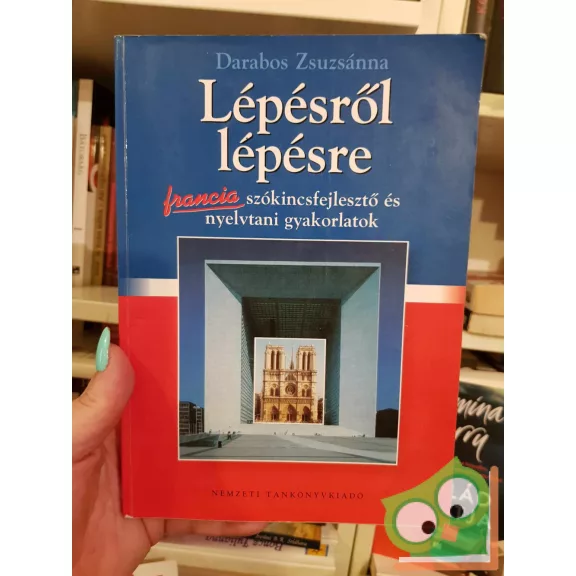 Darabos Zsuzsánna
Lépésről
lépésre
francia szókincsfejlesztő és
nyelvtani gyakorlatok
NEMZETI TANKÖNYVKIADÓ